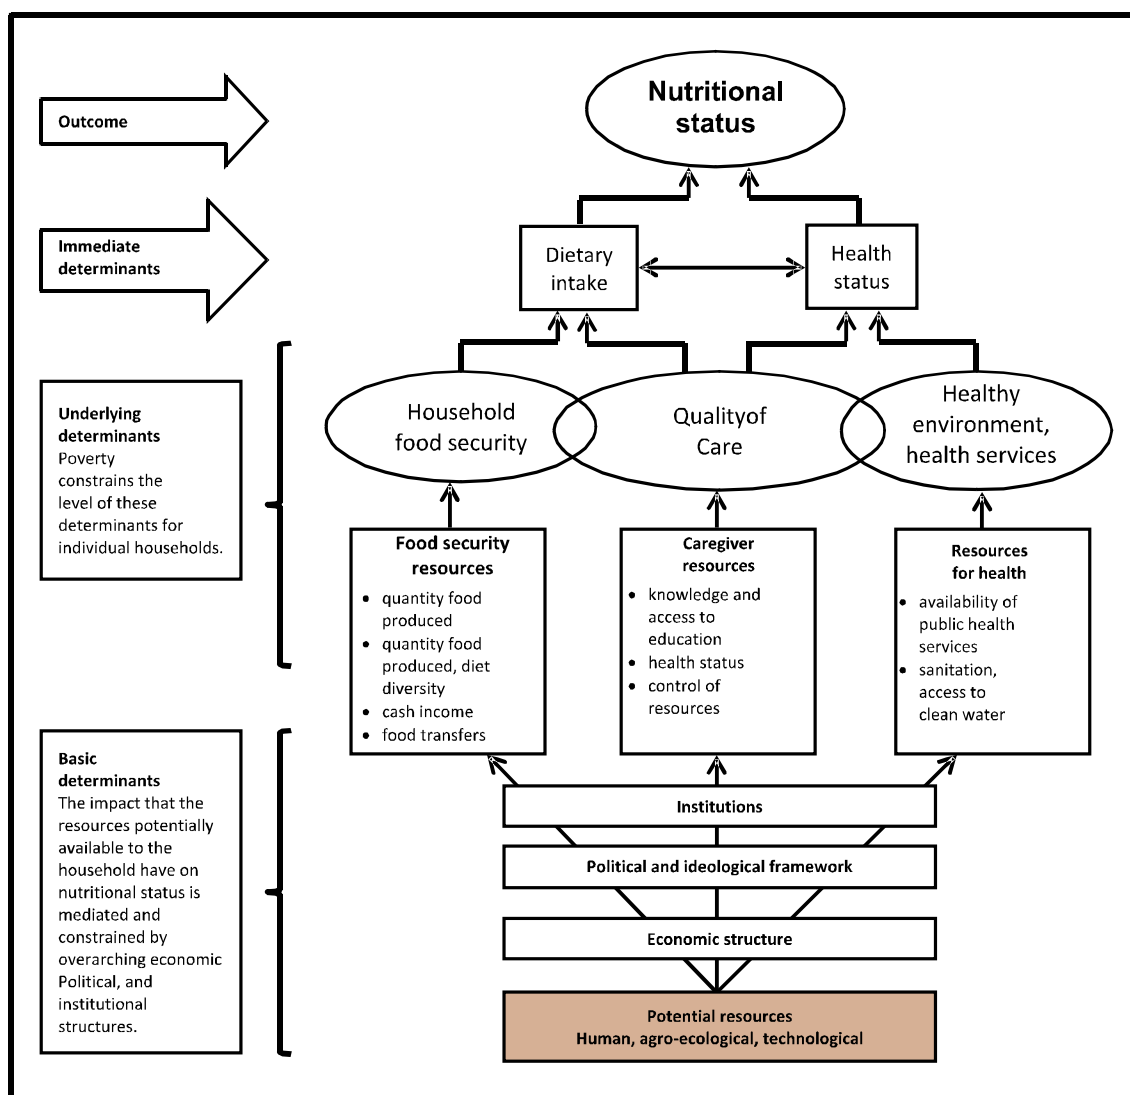 Nutritional
status
Outcome
Immediate
determinants
Dietary
intake
Health
status
Underlying
determinants
Poverty
constrains the
level of these
determinants for
individual households.
Household
food security
Qualityof
Care
Healthy
environment,
health services
Food security
resources
• quantity food
produced
• quantity food
produced, diet
diversity
• cash income
• food transfers
Caregiver
resources
• knowledge and
access to
education
• health status
• control of
resources
Resources
for health
• availability of
public health
services
• sanitation,
access to
clean water
Basic
determinants
The impact that the
resources potentially
available to the
household have on
nutritional status is
mediated and
constrained by
overarching economic
Political, and
institutional
structures.
Institutions
Political and ideological framework
Economic structure
Potential resources
Human, agro-ecological, technological